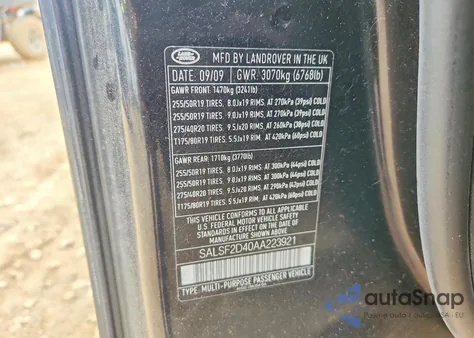 LAND ROVER
MFD BY LANDROVER IN THE UK
DATE: 09/09 GWR: 3070kg (6768lb)
GAWR FRONT: 1470kg (3241lb)
255/50R19 TIRES. 8.0Jx19 RIMS. AT 270kPa (39psi) COLD
255/50R19 TIRES. 9.0Jx19 RIMS. AT 270kPa (39psi) COLD
275/40R20 TIRES. 9.5Jx20 RIMS. AT 260kPa (38psi) COLD
T175/80R19 TIRES. 5.5Jx19 RIMS. AT 420kPa (60psi) COLD
GAWR REAR: 1710kg (3770lb)
255/50R19 TIRES. 8.0Jx19 RIMS. AT 300kPa (44psi) COLD
255/50R19 TIRES. 9.0Jx19 RIMS. AT 300kPa (44psi) COLD
275/40R20 TIRES. 9.5Jx20 RIMS. AT 290kPa (42psi) COLD
T175/80R19 TIRES. 5.5Jx19 RIMS. AT 420kPa (60psi) COLD
THIS VEHICLE CONFORMS TO ALL APPLICABLE
U.S. FEDERAL MOTOR VEHICLE SAFETY
STANDARDS IN EFFECT ON THE DATE OF
MANUFACTURE SHOWN ABOVE.
SALSF2D40AA223921
TYPE: MULTI-PURPOSE PASSENGER VEHICLE
autoSnap